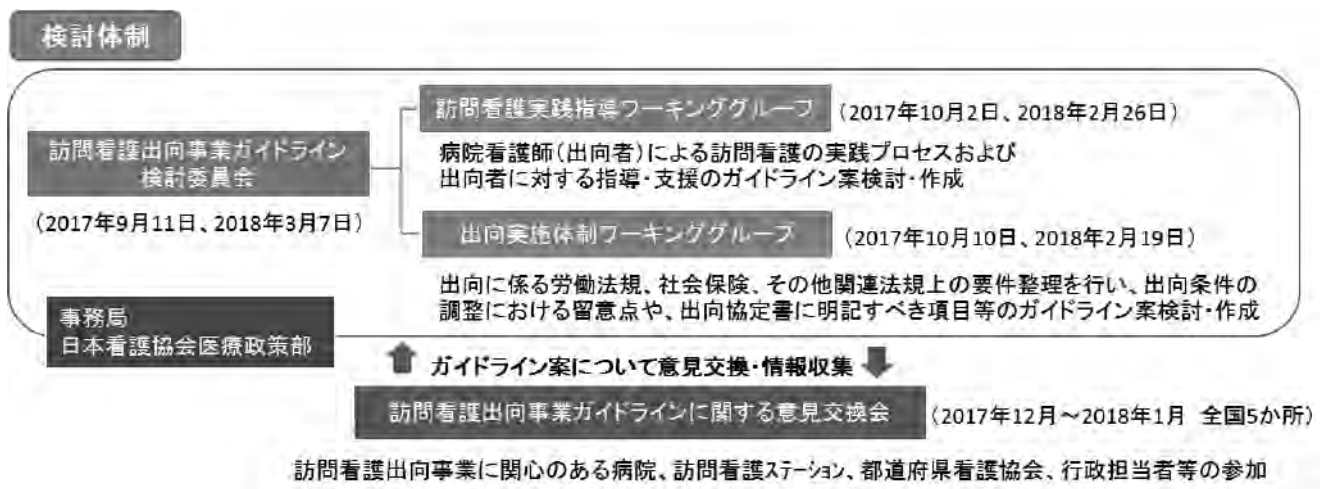 検討体制
訪問看護実践指導ワーキンググループ (2017年10月2日、2018年2月26日)
病院看護師(出向者)による訪問看護の実践プロセスおよび
出向者に対する指導・支援のガイドライン案検討・作成
訪問看護出向事業ガイドライン
検討委員会
(2017年9月11日、2018年3月7日)
出向実施体制ワーキンググループ (2017年10月10日、2018年2月19日)
出向に係る労働法規、社会保険、その他関連法規上の要件整理を行い、出向条件の
調整における留意点や、出向協定書に明記すべき項目等のガイドライン案検討・作成
事務局
日本看護協会医療政策部
ガイドライン案について意見交換・情報収集
訪問看護出向事業ガイドラインに関する意見交換会 (2017年12月～2018年1月 全国5か所)
訪問看護出向事業に関心のある病院、訪問看護ステーション、都道府県看護協会、行政担当者等の参加